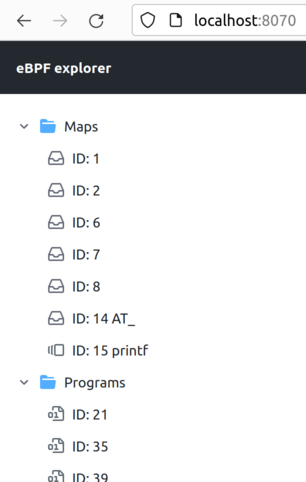 localhost:8070
eBPF explorer
Maps
ID: 1
ID: 2
ID: 6
ID: 7
ID: 8
ID: 14 AT_
ID: 15 printf
Programs
ID: 21
ID: 35
ID: 39